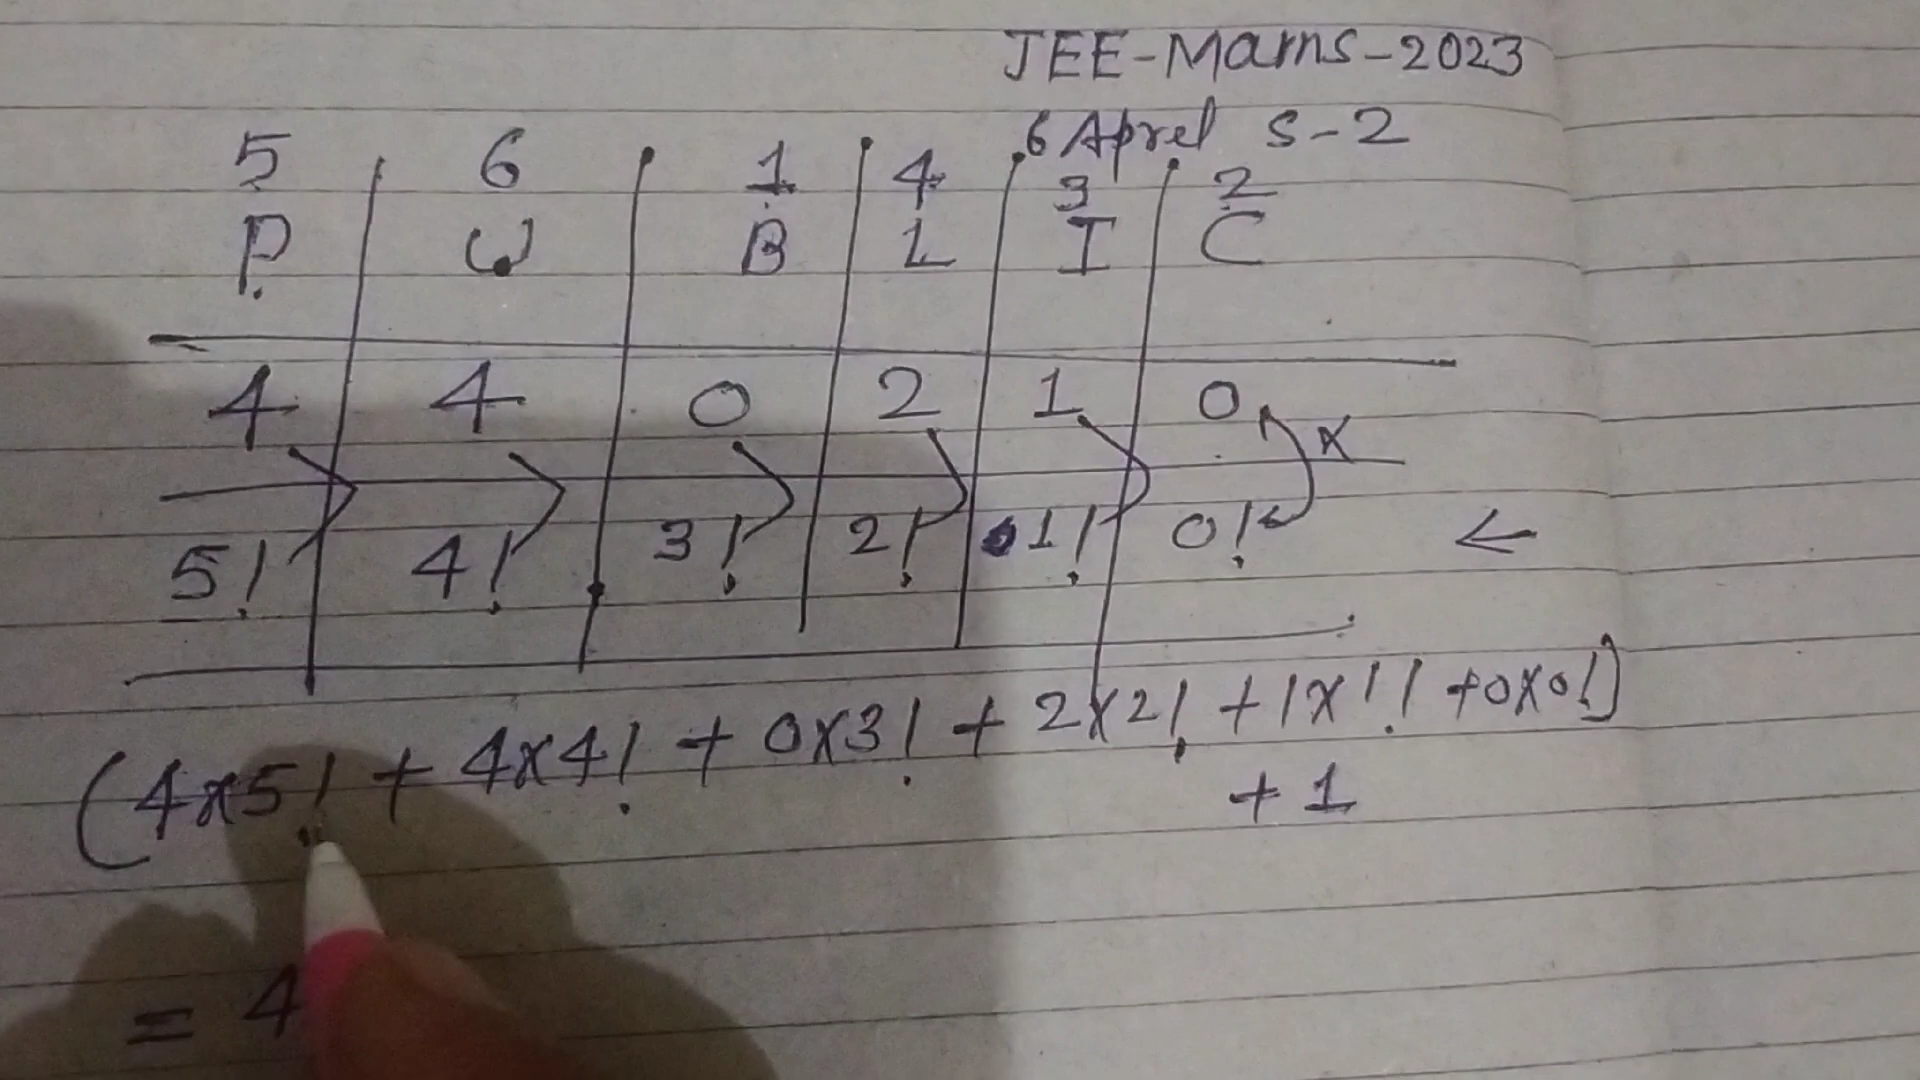 JEE-Mains-2023
6 Aprel S-2
5 6 1 4 3 2
P U B L I C
4 4 0 2 1 0 x
5! 4! 3! 2! 1! 0! ←
(4x5! + 4x4! + 0x3! + 2x2! + 1x1! + 0x0!)
+ 1
= 4